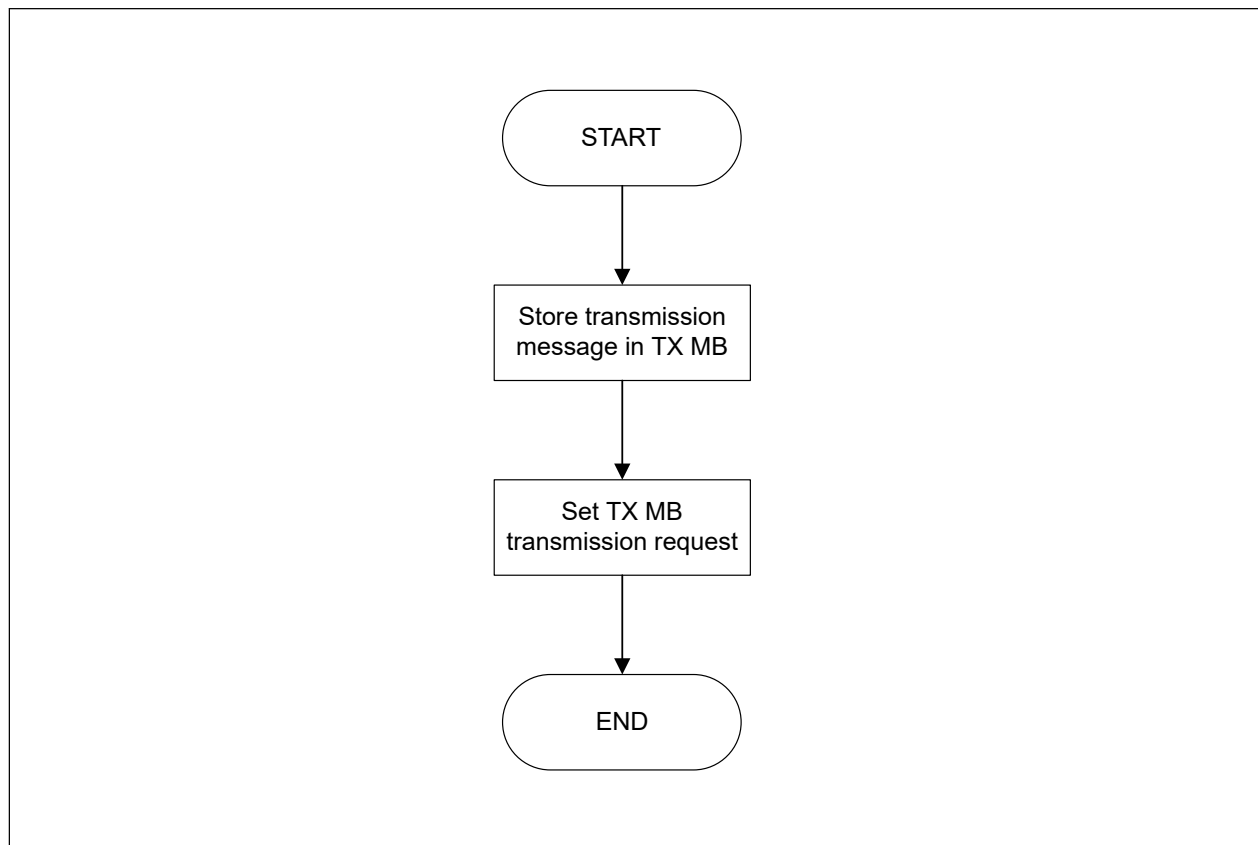 START
Store transmission
message in TX MB
Set TX MB
transmission request
END